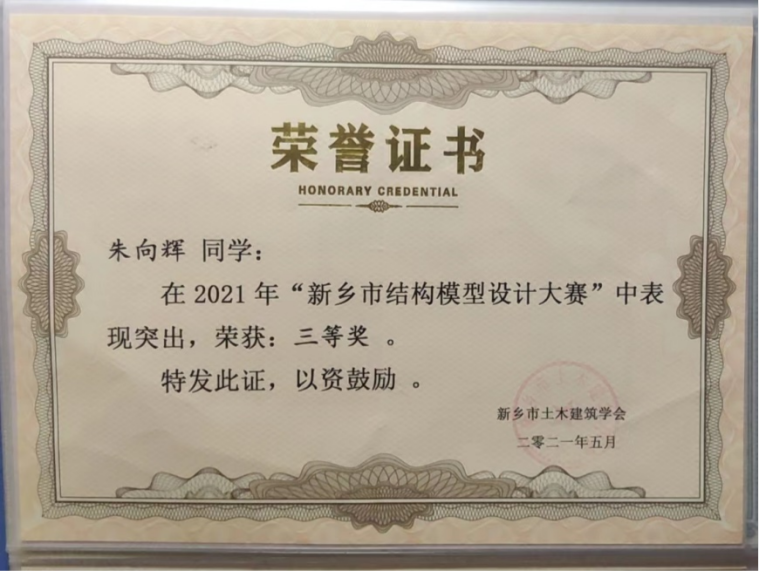 荣誉证书
HONORARY CREDENTIAL
朱向辉 同学：
在 2021 年“新乡市结构模型设计大赛”中表
现突出，荣获：三等奖 。
特发此证，以资鼓励 。
新乡市土木建筑学会
二零二一年五月